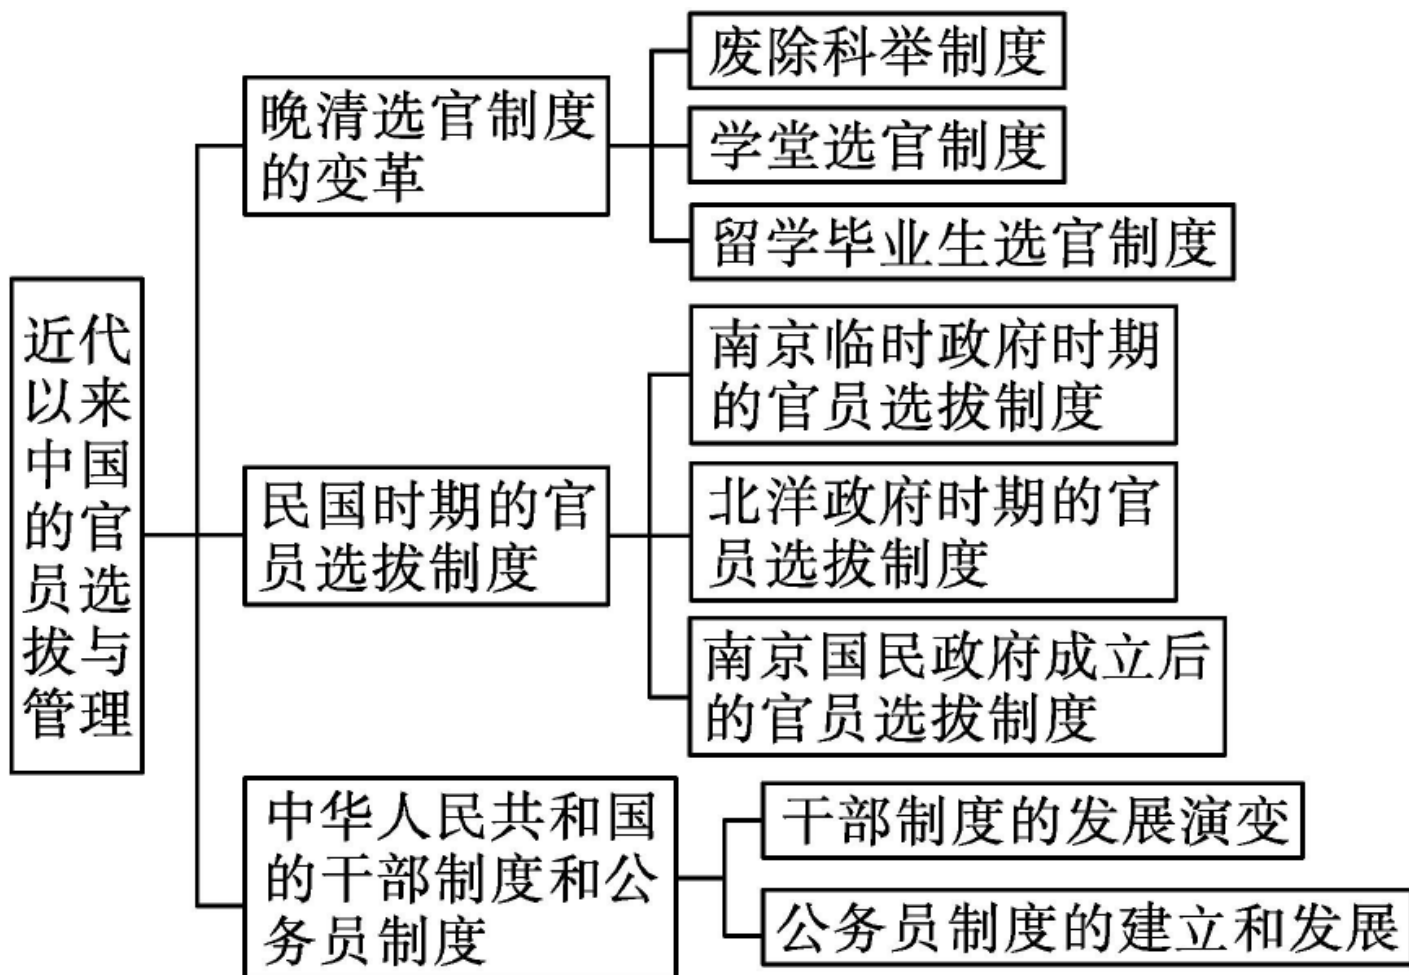 近代
以来
中国
的官
员选
拔与
管理
晚清选官制度
的变革
废除科举制度
学堂选官制度
留学毕业生选官制度
民国时期的官
员选拔制度
南京临时政府时期
的官员选拔制度
北洋政府时期的官
员选拔制度
南京国民政府成立后
的官员选拔制度
中华人民共和国
的干部制度和公
务员制度
干部制度的发展演变
公务员制度的建立和发展